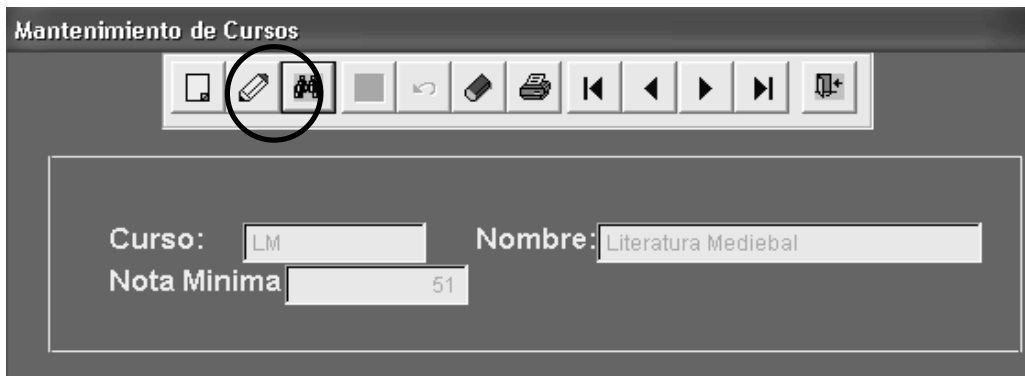 Mantenimiento de Cursos
Curso: LM Nombre: Literatura Mediebal
Nota Minima 51